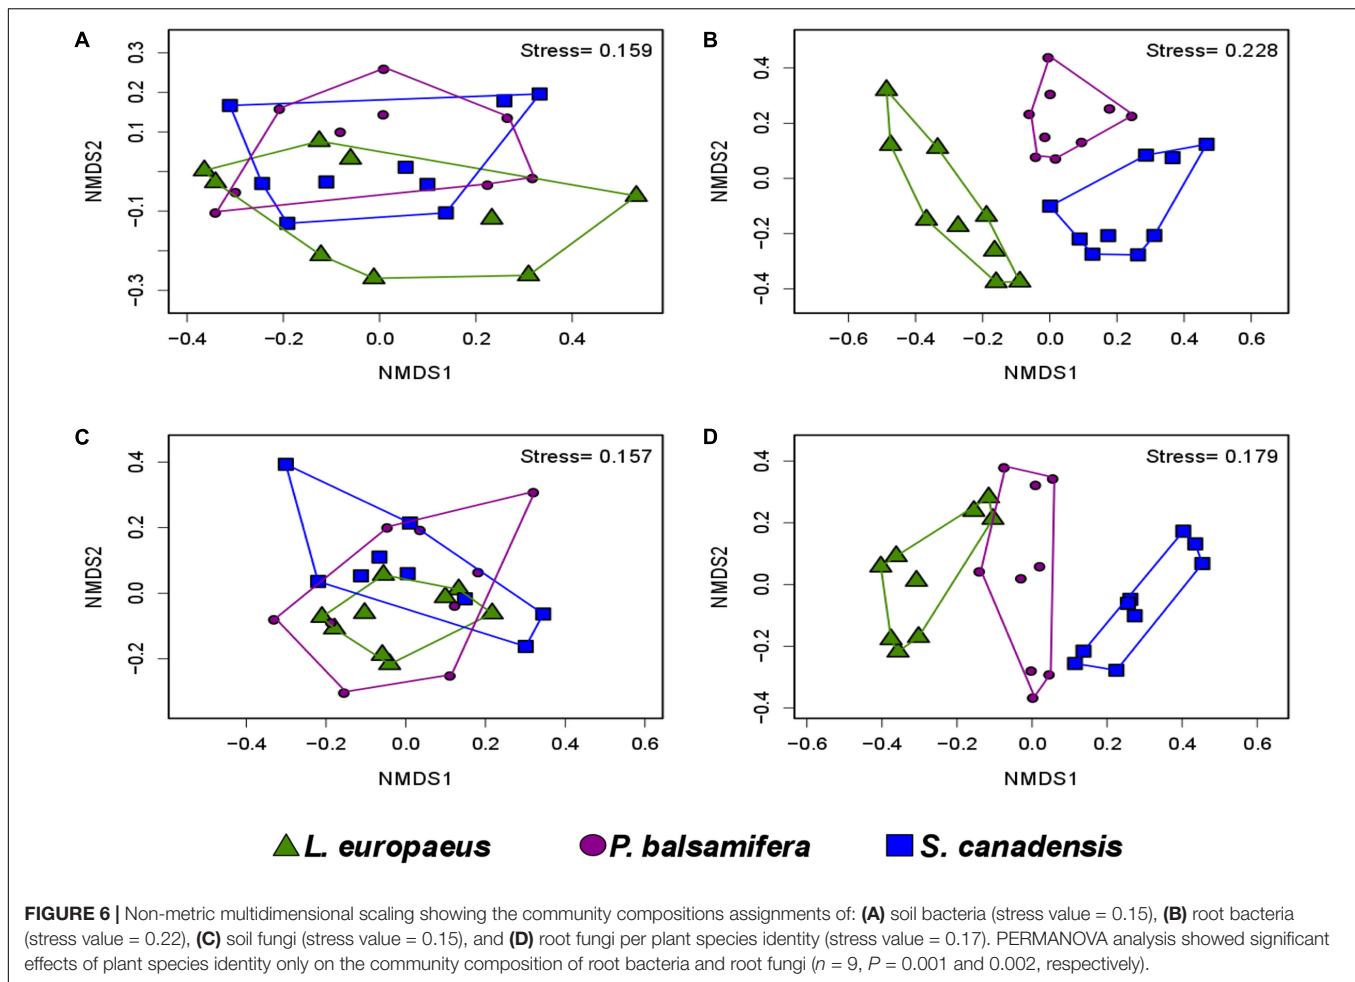 A
Stress= 0.159
NMDS2
0.3
0.2
0.1
−0.1
−0.3
−0.4
−0.2
0.0
0.2
0.4
NMDS1
B
Stress= 0.228
NMDS2
0.4
0.2
0.0
−0.2
−0.4
−0.6
−0.4
−0.2
0.0
0.2
0.4
0.6
NMDS1
C
Stress= 0.157
NMDS2
0.4
0.2
0.0
−0.2
−0.4
−0.2
0.0
0.2
0.4
0.6
NMDS1
D
Stress= 0.179
NMDS2
0.4
0.2
0.0
−0.2
−0.4
−0.6
−0.4
−0.2
0.0
0.2
0.4
0.6
NMDS1
L. europaeus P. balsamifera S. canadensis
FIGURE 6 | Non-metric multidimensional scaling showing the community compositions assignments of: (A) soil bacteria (stress value = 0.15), (B) root bacteria
(stress value = 0.22), (C) soil fungi (stress value = 0.15), and (D) root fungi per plant species identity (stress value = 0.17). PERMANOVA analysis showed significant
effects of plant species identity only on the community composition of root bacteria and root fungi (n = 9, P = 0.001 and 0.002, respectively).